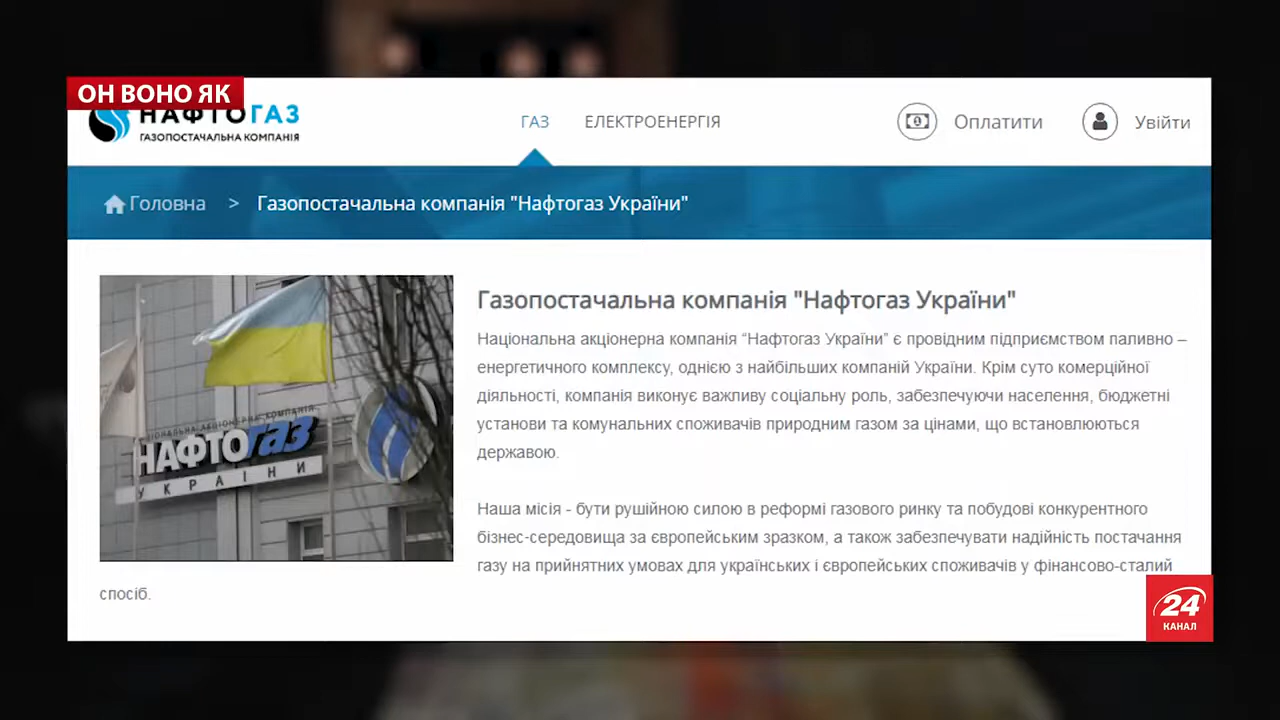 ОН ВОНО ЯК
НАФТОГАЗ
ГАЗОПОСТАЧАЛЬНА КОМПАНІЯ
ГАЗ
ЕЛЕКТРОЕНЕРГІЯ
Оплатити
Увійти
Головна > Газопостачальна компанія "Нафтогаз України"
НАЦІОНАЛЬНА АКЦІОНЕРНА КОМПАНІЯ
НАФТОГАЗ
УКРАЇНИ
Газопостачальна компанія "Нафтогаз України"
Національна акціонерна компанія “Нафтогаз України” є провідним підприємством паливно –
енергетичного комплексу, однією з найбільших компаній України. Крім суто комерційної
діяльності, компанія виконує важливу соціальну роль, забезпечуючи населення, бюджетні
установи та комунальних споживачів природним газом за цінами, що встановлюються
державою.
Наша місія - бути рушійною силою в реформі газового ринку та побудові конкурентного
бізнес-середовища за європейським зразком, а також забезпечувати надійність постачання
газу на прийнятних умовах для українських і європейських споживачів у фінансово-сталий
спосіб.
24
КАНАЛ